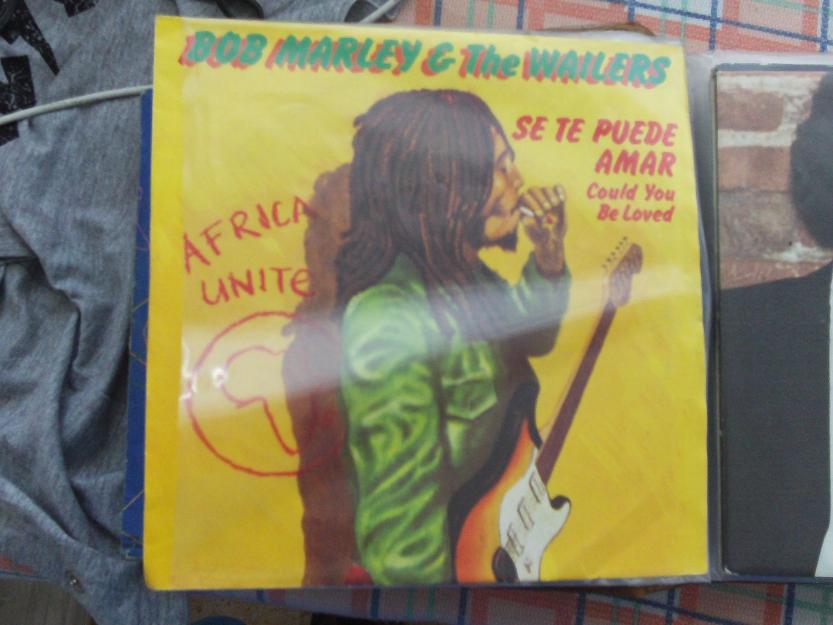 BOB MARLEY & The WAILERS
SE TE PUEDE
AMAR
Could You
Be Loved
AFRICA
UNITE